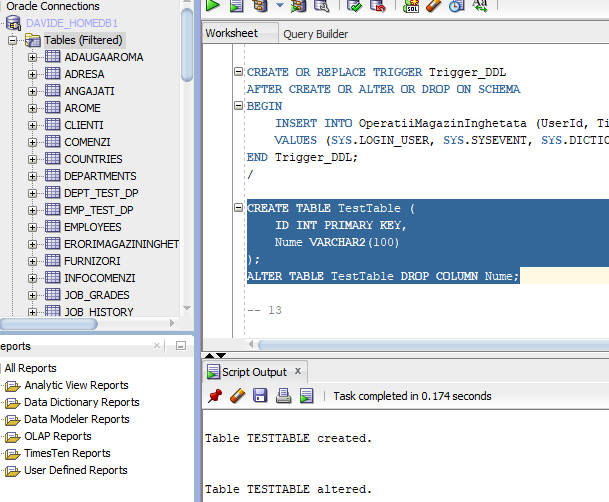 Oracle Connections
DAVIDE_HOMEDB1
Tables (Filtered)
ADAUGAAROMA
ADRESA
ANGAJATI
AROME
CLIENTI
COMENZI
COUNTRIES
DEPARTMENTS
DEPT_TEST_DP
EMP_TEST_DP
EMPLOYEES
ERORIMAGAZININGHET
FURNIZORI
INFOCOMENZI
JOB_GRADES
JOB_HISTORY
eports
All Reports
Analytic View Reports
Data Dictionary Reports
Data Modeler Reports
OLAP Reports
TimesTen Reports
User Defined Reports
SQL
Aa
Worksheet
Query Builder
CREATE OR REPLACE TRIGGER Trigger_DDL
AFTER CREATE OR ALTER OR DROP ON SCHEMA
BEGIN
INSERT INTO OperatiiMagazinInghetata (UserId, Ti
VALUES (SYS.LOGIN_USER, SYS.SYSEVENT, SYS.DICTIO
END Trigger_DDL;
/
CREATE TABLE TestTable (
ID INT PRIMARY KEY,
Nume VARCHAR2(100)
);
ALTER TABLE TestTable DROP COLUMN Nume;
-- 13
Script Output
Task completed in 0.174 seconds
Table TESTTABLE created.
Table TESTTABLE altered.